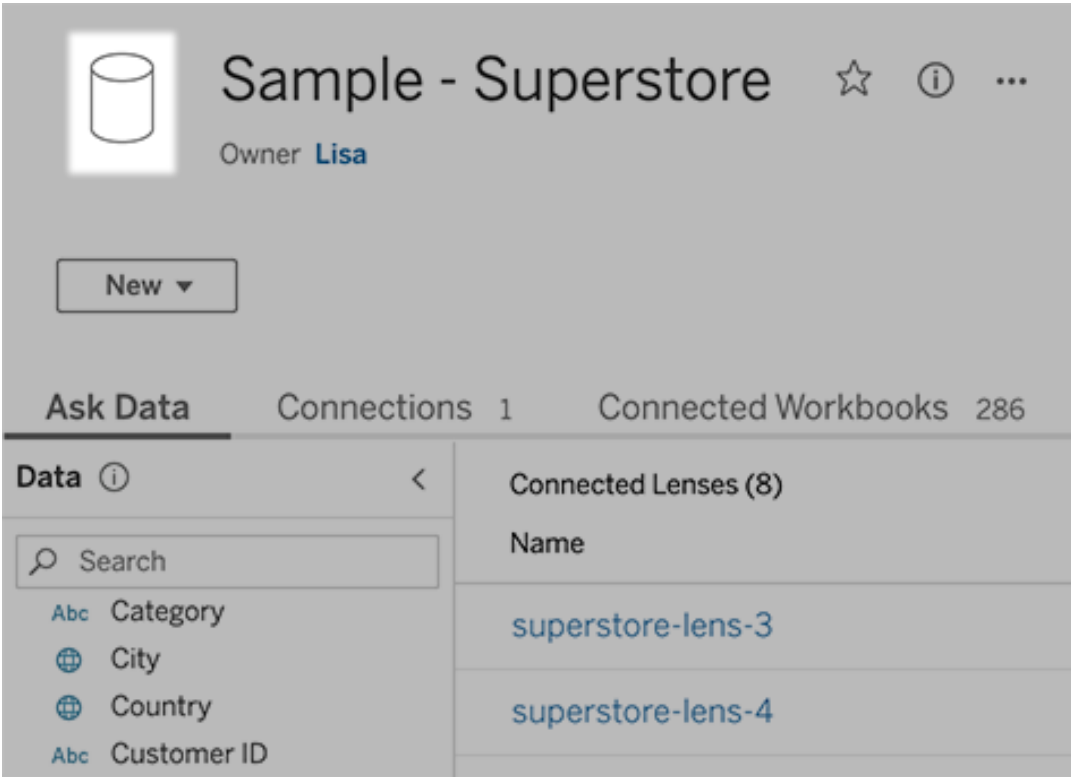 Sample - Superstore
Owner Lisa
New
Ask Data Connections 1 Connected Workbooks 286
Data
Search
Abc Category
City
Country
Abc Customer ID
Connected Lenses (8)
Name
superstore-lens-3
superstore-lens-4